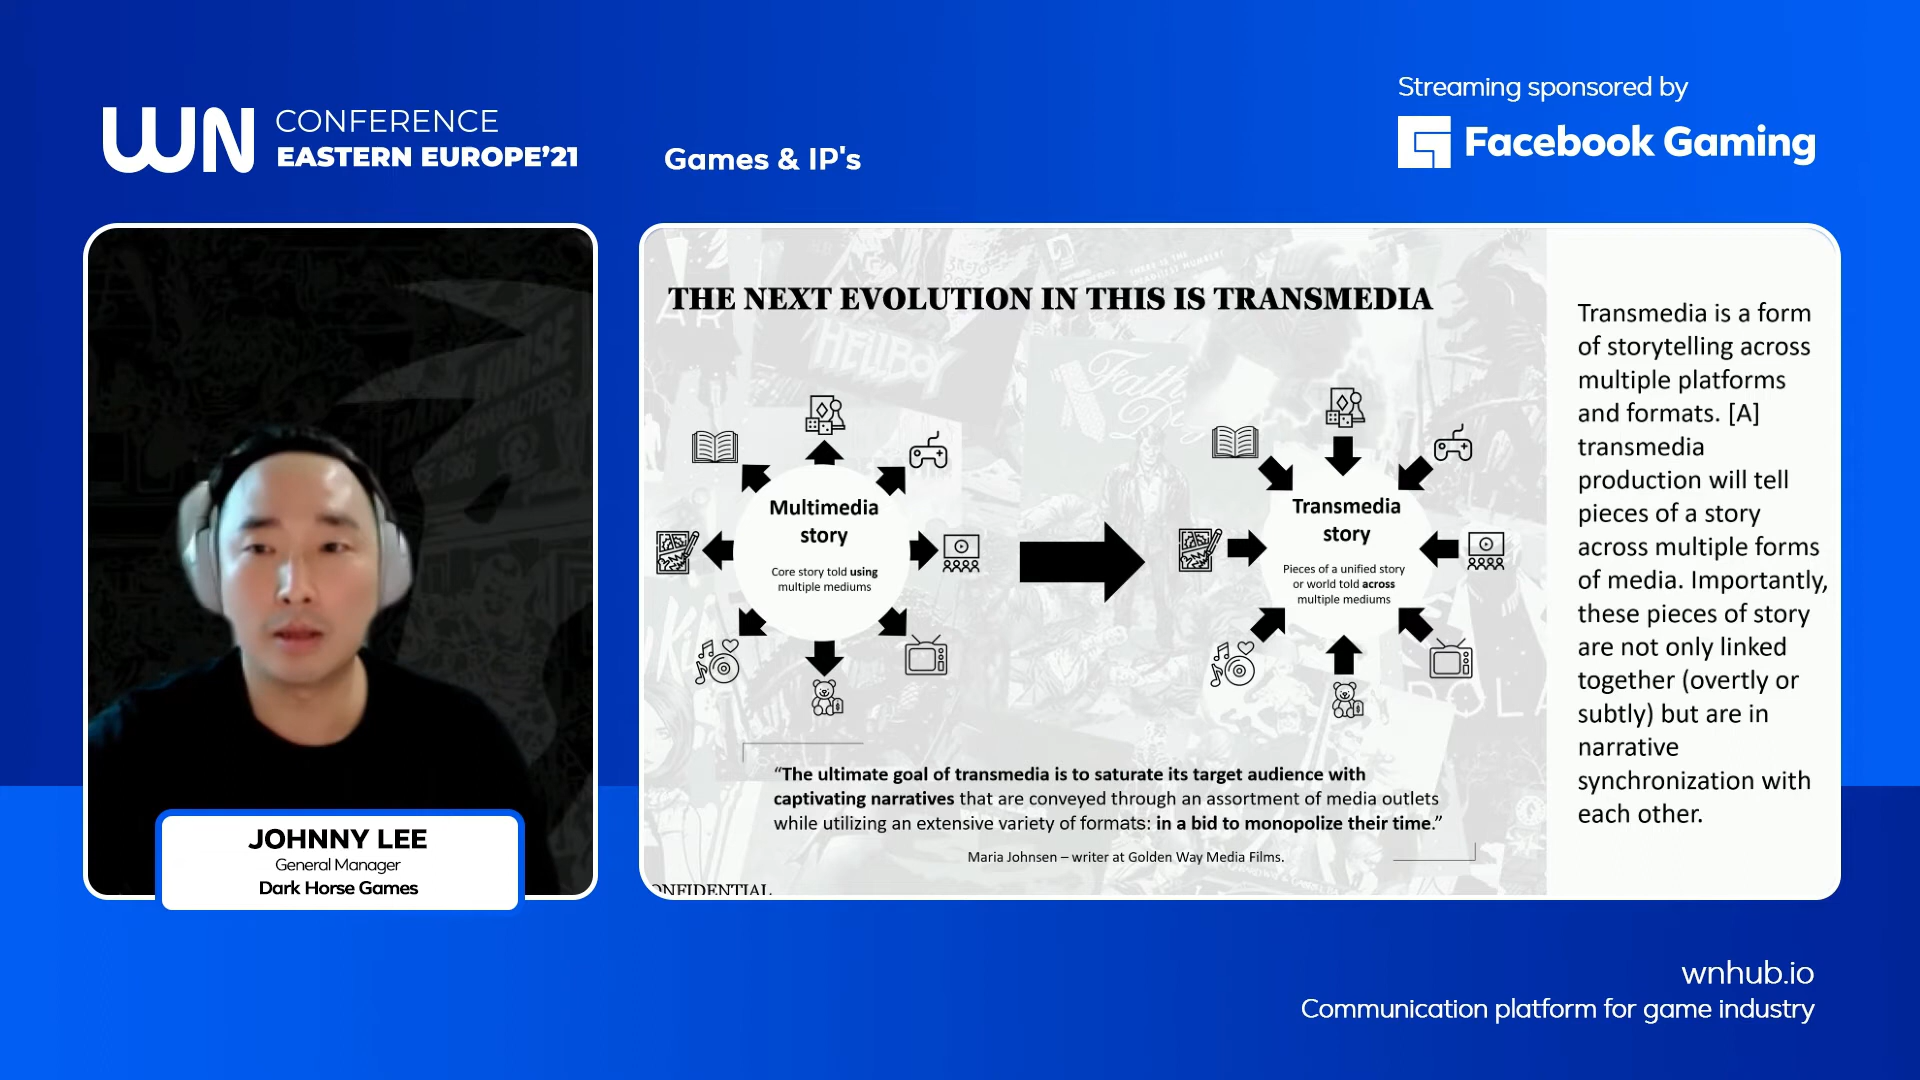 WN CONFERENCE
EASTERN EUROPE'21
Games & IP's
Streaming sponsored by
Facebook Gaming
JOHNNY LEE
General Manager
Dark Horse Games
THE NEXT EVOLUTION IN THIS IS TRANSMEDIA
HELLBOY
Multimedia
story
Core story told using
multiple mediums
Transmedia
story
Pieces of a unified story
or world told across
multiple mediums
“The ultimate goal of transmedia is to saturate its target audience with
captivating narratives that are conveyed through an assortment of media outlets
while utilizing an extensive variety of formats: in a bid to monopolize their time.”
Maria Johnsen – writer at Golden Way Media Films.
ONFIDENTIAL
Transmedia is a form
of storytelling across
multiple platforms
and formats. [A]
transmedia
production will tell
pieces of a story
across multiple forms
of media. Importantly,
these pieces of story
are not only linked
together (overtly or
subtly) but are in
narrative
synchronization with
each other.
wnhub.io
Communication platform for game industry